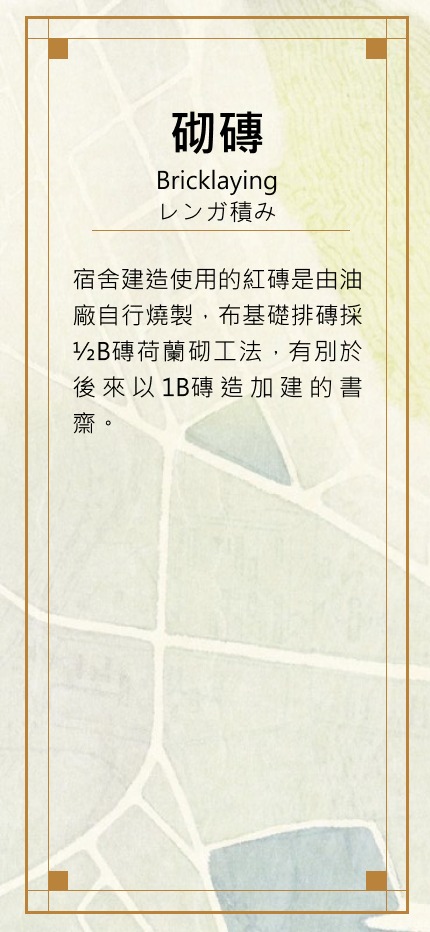 砌磚
Bricklaying
レンガ積み
宿舍建造使用的紅磚是由油
廠自行燒製，布基礎排磚採
½B磚荷蘭砌工法，有別於
後來以1B磚造加建的書
齋。